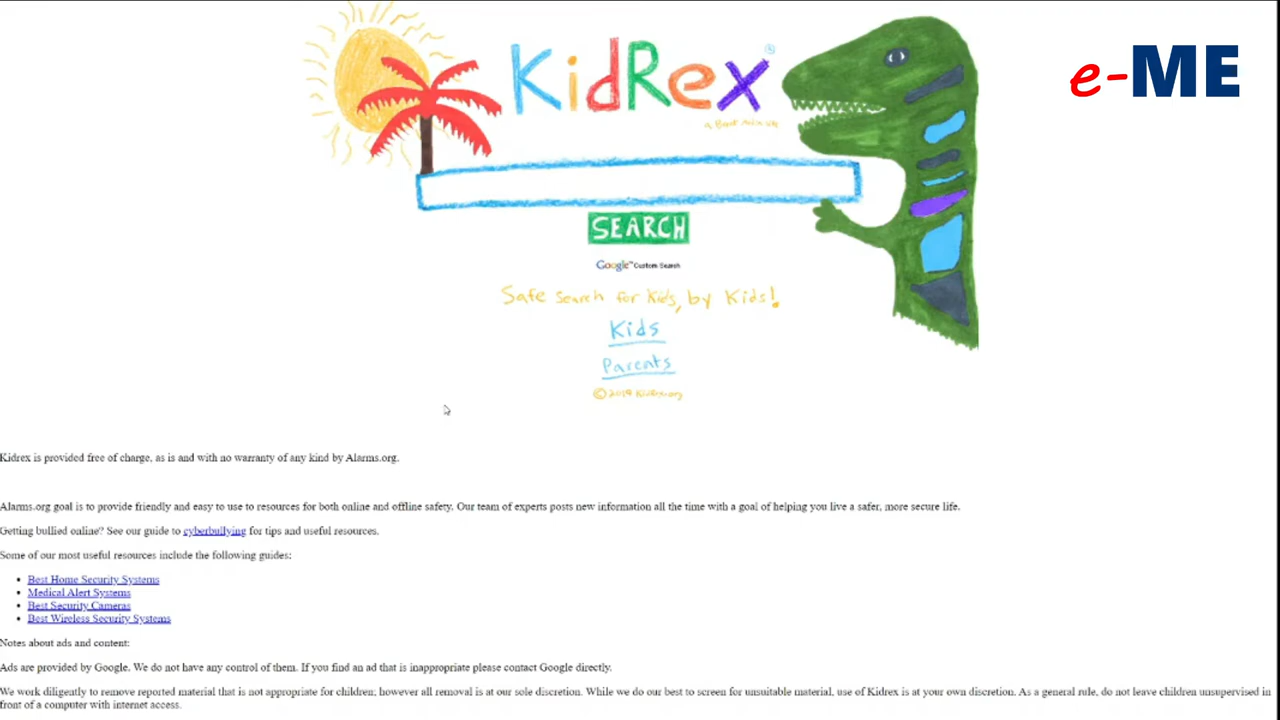 e-ME
KidRex
SEARCH
Google™ Custom Search
Safe Search for Kids, by Kids!
Kids
Parents
Kidrex is provided free of charge, as is and with no warranty of any kind by Alarms.org.
Alarms.org goal is to provide friendly and easy to use to resources for both online and offline safety. Our team of experts posts new information all the time with a goal of helping you live a safer, more secure life.
Getting bullied online? See our guide to cyberbullying for tips and useful resources.
Some of our most useful resources include the following guides:
• Best Home Security Systems
• Medical Alert Systems
• Best Security Cameras
• Best Wireless Security Systems
Notes about ads and content:
Ads are provided by Google. We do not have any control of them. If you find an ad that is inappropriate please contact Google directly.
We work diligently to remove reported material that is not appropriate for children; however all removal is at our sole discretion. While we do our best to screen for unsuitable material, use of Kidrex is at your own discretion. As a general rule, do not leave children unsupervised in
front of a computer with internet access.